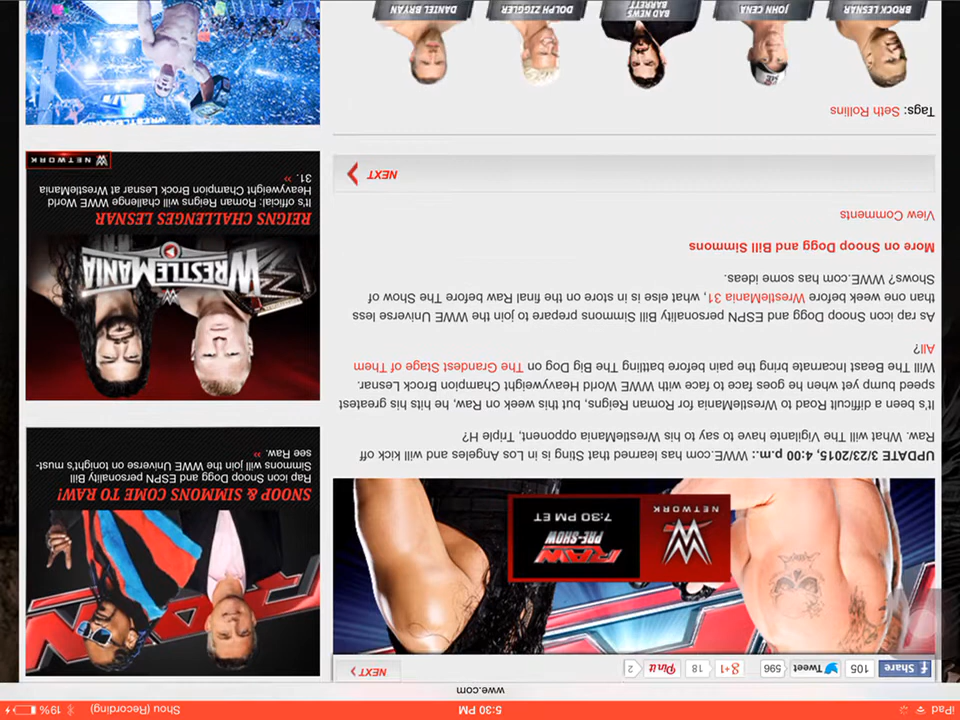 iPad
5:30 PM
Shou (Recording)
19%
www.wwe.com
Share
105
Tweet
596
g+1
18
Pin it
2
NEXT
NETWORK
RAW
PRE-SHOW
7:30 PM ET
UPDATE 3/23/2015, 4:00 p.m.: WWE.com has learned that Sting is in Los Angeles and will kick off
Raw. What will The Vigilante have to say to his WrestleMania opponent, Triple H?
It's been a difficult Road to WrestleMania for Roman Reigns, but this week on Raw, he hits his greatest
speed bump yet when he goes face to face with WWE World Heavyweight Champion Brock Lesnar.
Will The Beast Incarnate bring the pain before battling The Big Dog on The Grandest Stage of Them
All?
As rap icon Snoop Dogg and ESPN personality Bill Simmons prepare to join the WWE Universe less
than one week before WrestleMania 31, what else is in store on the final Raw before The Show of
Shows? WWE.com has some ideas.
More on Snoop Dogg and Bill Simmons
View Comments
NEXT
Tags: Seth Rollins
BROCK LESNAR
JOHN CENA
BAD NEWS
BARRETT
DOLPH ZIGGLER
DANIEL BRYAN
RAW
SNOOP & SIMMONS COME TO RAW!
Rap icon Snoop Dogg and ESPN personality Bill
Simmons will join the WWE Universe on tonight's must-
see Raw. »
WRESTLEMANIA
REIGNS CHALLENGES LESNAR
It's official: Roman Reigns will challenge WWE World
Heavyweight Champion Brock Lesnar at WrestleMania
31. »
NETWORK